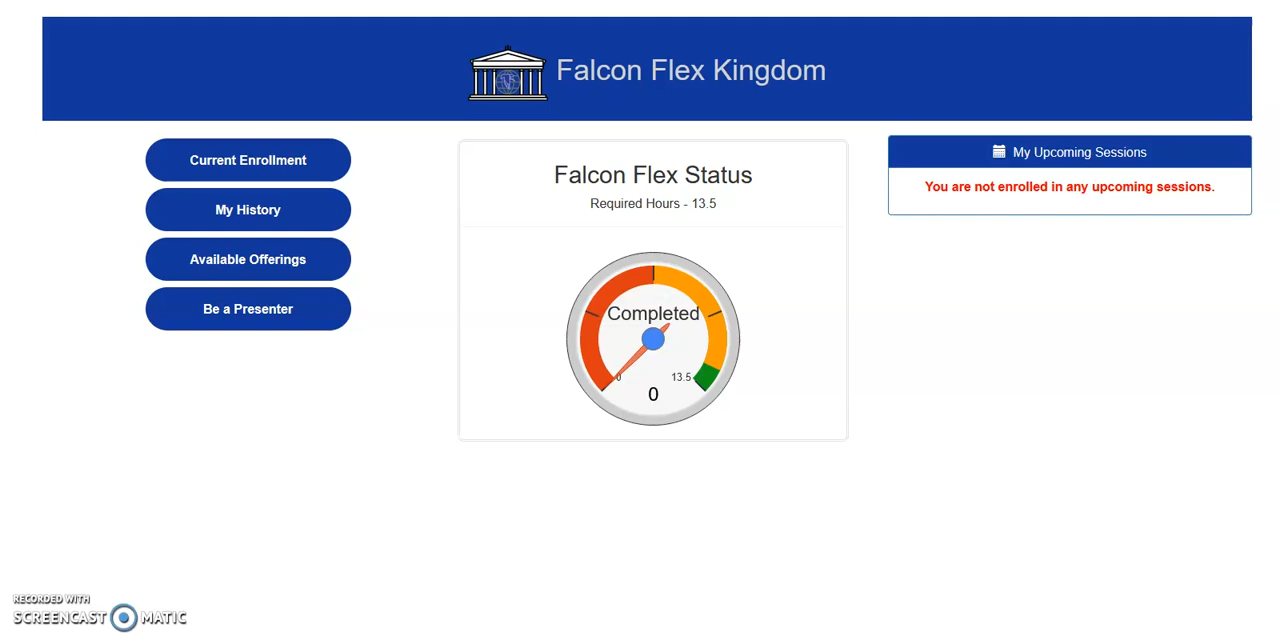 Falcon Flex Kingdom
Current Enrollment
My History
Available Offerings
Be a Presenter
Falcon Flex Status
Required Hours - 13.5
Completed
0
13.5
0
My Upcoming Sessions
You are not enrolled in any upcoming sessions.
RECORDED WITH
SCREENCAST MATIC